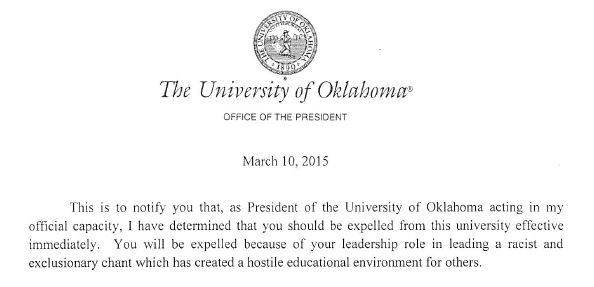 THE UNIVERSITY OF OKLAHOMA
1890
The University of Oklahoma®
OFFICE OF THE PRESIDENT
March 10, 2015
This is to notify you that, as President of the University of Oklahoma acting in my
official capacity, I have determined that you should be expelled from this university effective
immediately. You will be expelled because of your leadership role in leading a racist and
exclusionary chant which has created a hostile educational environment for others.